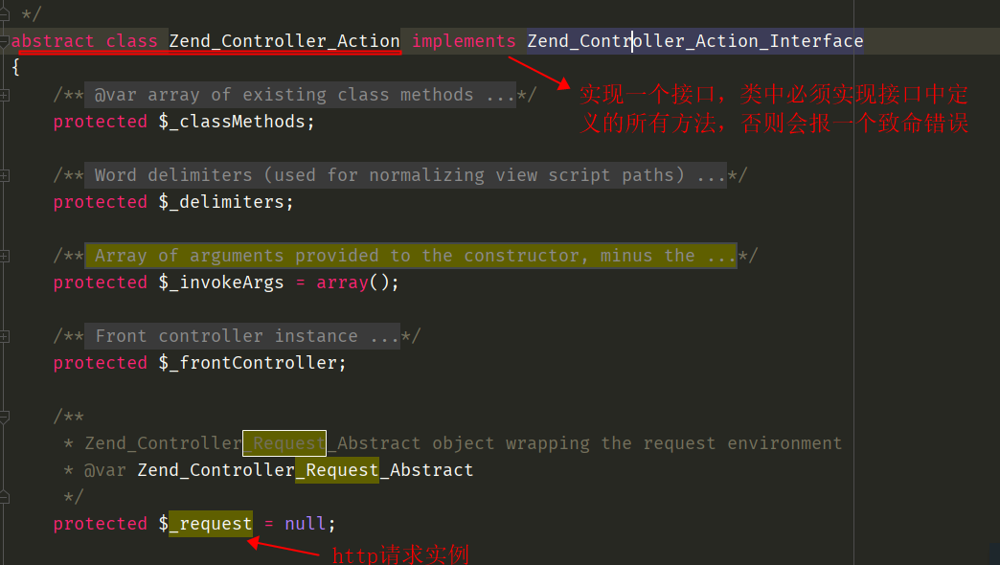 */
abstract class Zend_Controller_Action implements Zend_Controller_Action_Interface
{
/** @var array of existing class methods ...*/
实现一个接口，类中必须实现接口中定
protected $_classMethods;
义的所有方法，否则会报一个致命错误
/** Word delimiters (used for normalizing view script paths) ...*/
protected $_delimiters;
/** Array of arguments provided to the constructor, minus the ...*/
protected $_invokeArgs = array();
/** Front controller instance ...*/
protected $_frontController;
/**
* Zend_Controller_Request_Abstract object wrapping the request environment
* @var Zend_Controller_Request_Abstract
*/
protected $_request = null;
http请求实例